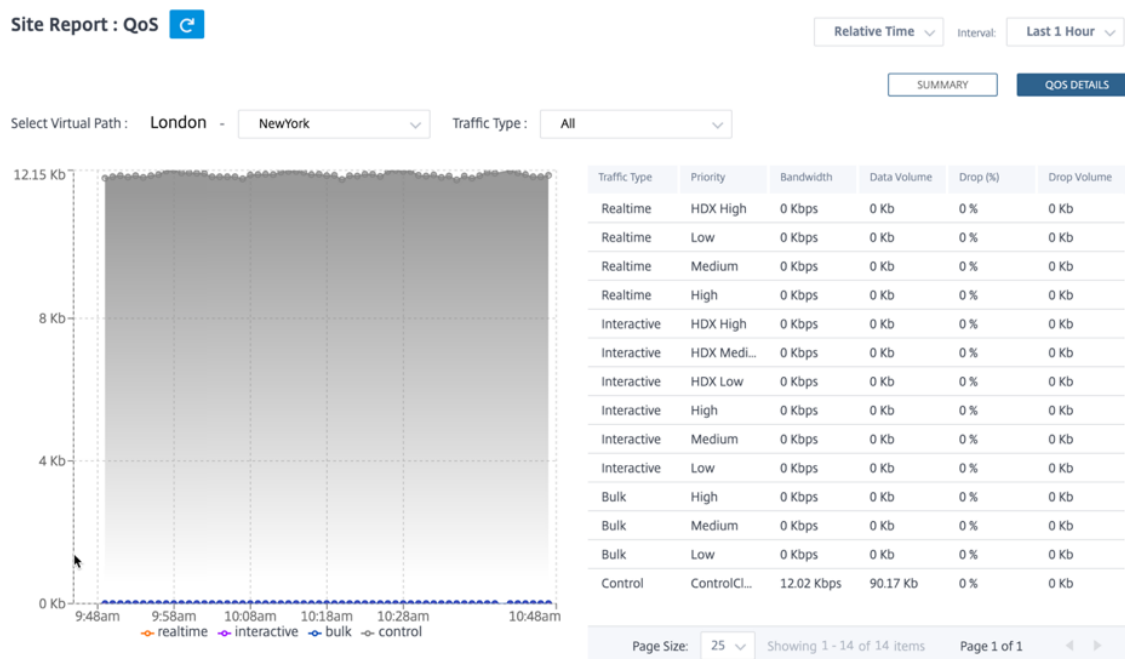 Site Report : QoS
Relative Time Interval: Last 1 Hour
SUMMARY QOS DETAILS
Select Virtual Path : London - NewYork Traffic Type : All
12.15 Kb
8 Kb
4 Kb
0 Kb
9:48am 9:58am 10:08am 10:18am 10:28am 10:48am
realtime interactive bulk control
Traffic Type Priority Bandwidth Data Volume Drop (%) Drop Volume
Realtime HDX High 0 Kbps 0 Kb 0 % 0 Kb
Realtime Low 0 Kbps 0 Kb 0 % 0 Kb
Realtime Medium 0 Kbps 0 Kb 0 % 0 Kb
Realtime High 0 Kbps 0 Kb 0 % 0 Kb
Interactive HDX High 0 Kbps 0 Kb 0 % 0 Kb
Interactive HDX Medi... 0 Kbps 0 Kb 0 % 0 Kb
Interactive HDX Low 0 Kbps 0 Kb 0 % 0 Kb
Interactive High 0 Kbps 0 Kb 0 % 0 Kb
Interactive Medium 0 Kbps 0 Kb 0 % 0 Kb
Interactive Low 0 Kbps 0 Kb 0 % 0 Kb
Bulk High 0 Kbps 0 Kb 0 % 0 Kb
Bulk Medium 0 Kbps 0 Kb 0 % 0 Kb
Bulk Low 0 Kbps 0 Kb 0 % 0 Kb
Control ControlCl... 12.02 Kbps 90.17 Kb 0 % 0 Kb
Page Size: 25 Showing 1 - 14 of 14 items Page 1 of 1